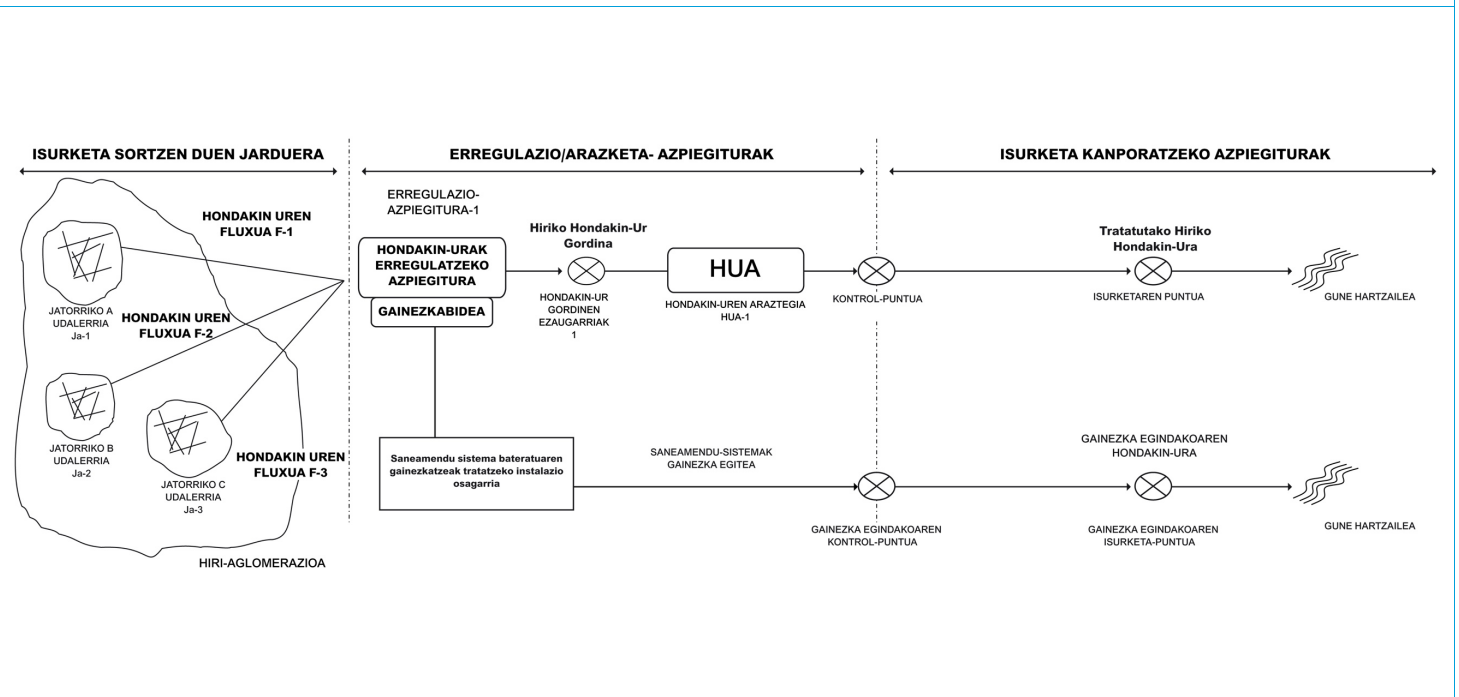 ISURKETA SORTZEN DUEN JARDUERA
ERREGULAZIO/ARAZKETA- AZPIEGITURAK
ISURKETA KANPORATZEKO AZPIEGITURAK
HONDAKIN UREN
FLUXUA F-1
JATORRIKO A
UDALERRIA
Ja-1
HONDAKIN UREN
FLUXUA F-2
JATORRIKO B
UDALERRIA
Ja-2
HONDAKIN UREN
FLUXUA F-3
JATORRIKO C
UDALERRIA
Ja-3
HIRI-AGLOMERAZIOA
ERREGULAZIO-
AZPIEGITURA-1
HONDAKIN-URAK
ERREGULATZEKO
AZPIEGITURA
GAINEZKABIDEA
Hiriko Hondakin-Ur
Gordina
HONDAKIN-UR
GORDINEN
EZAUGARRIAK
1
HUA
HONDAKIN-UREN ARAZTEGIA
HUA-1
KONTROL-PUNTUA
Tratatutako Hiriko
Hondakin-Ura
ISURKETAREN PUNTUA
GUNE HARTZAILEA
Saneamendu sistema bateratuaren
gainezkatzeak tratatzeko instalazio
osagarria
SANEAMENDU-SISTEMAK
GAINEZKA EGITEA
GAINEZKA EGINDAKOAREN
KONTROL-PUNTUA
GAINEZKA EGINDAKOAREN
HONDAKIN-URA
GAINEZKA EGINDAKOAREN
ISURKETA-PUNTUA
GUNE HARTZAILEA